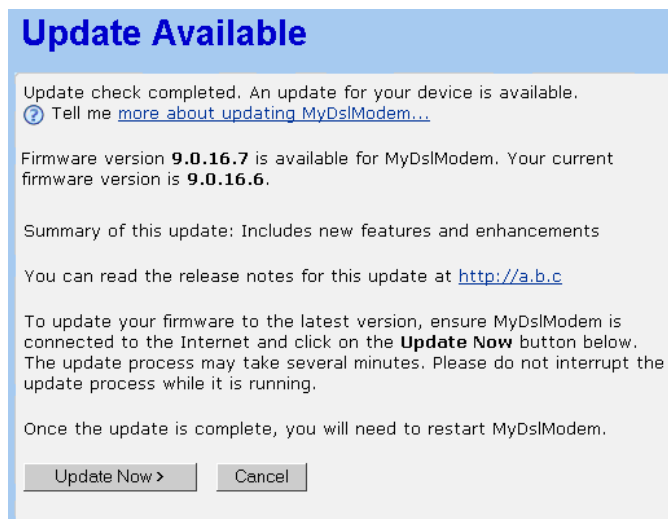 Update Available
Update check completed. An update for your device is available.
? Tell me more about updating MyDslModem...
Firmware version 9.0.16.7 is available for MyDslModem. Your current
firmware version is 9.0.16.6.
Summary of this update: Includes new features and enhancements
You can read the release notes for this update at http://a.b.c
To update your firmware to the latest version, ensure MyDslModem is
connected to the Internet and click on the Update Now button below.
The update process may take several minutes. Please do not interrupt the
update process while it is running.
Once the update is complete, you will need to restart MyDslModem.
Update Now > Cancel